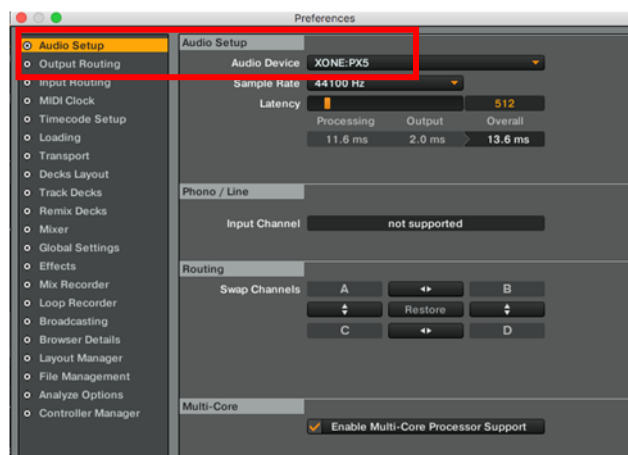 Preferences
Audio Setup
Output Routing
Input Routing
MIDI Clock
Timecode Setup
Loading
Transport
Decks Layout
Track Decks
Remix Decks
Mixer
Global Settings
Effects
Mix Recorder
Loop Recorder
Broadcasting
Browser Details
Layout Manager
File Management
Analyze Options
Controller Manager
Audio Setup
Audio Device XONE:PX5
Sample Rate 44100 Hz
Latency 512
Processing Output Overall
11.6 ms 2.0 ms 13.6 ms
Phono / Line
Input Channel not supported
Routing
Swap Channels A B
Restore
C D
Multi-Core
Enable Multi-Core Processor Support